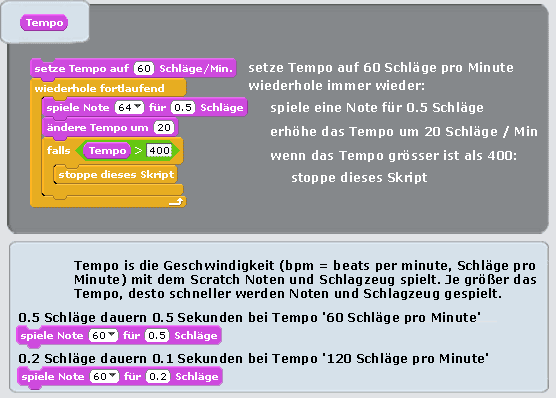 Tempo
setze Tempo auf 60 Schläge/Min.
wiederhole fortlaufend
spiele Note 64 für 0.5 Schläge
ändere Tempo um 20
falls Tempo > 400
stoppe dieses Skript
setze Tempo auf 60 Schläge pro Minute
wiederhole immer wieder:
spiele eine Note für 0.5 Schläge
erhöhe das Tempo um 20 Schläge / Min
wenn das Tempo grösser ist als 400:
stoppe dieses Skript
Tempo is die Geschwindigkeit (bpm = beats per minute, Schläge pro
Minute) mit dem Scratch Noten und Schlagzeug spielt. Je größer das
Tempo, desto schneller werden Noten und Schlagzeug gespielt.
0.5 Schläge dauern 0.5 Sekunden bei Tempo '60 Schläge pro Minute'
spiele Note 60 für 0.5 Schläge
0.2 Schläge dauern 0.1 Sekunden bei Tempo '120 Schläge pro Minute'
spiele Note 60 für 0.2 Schläge